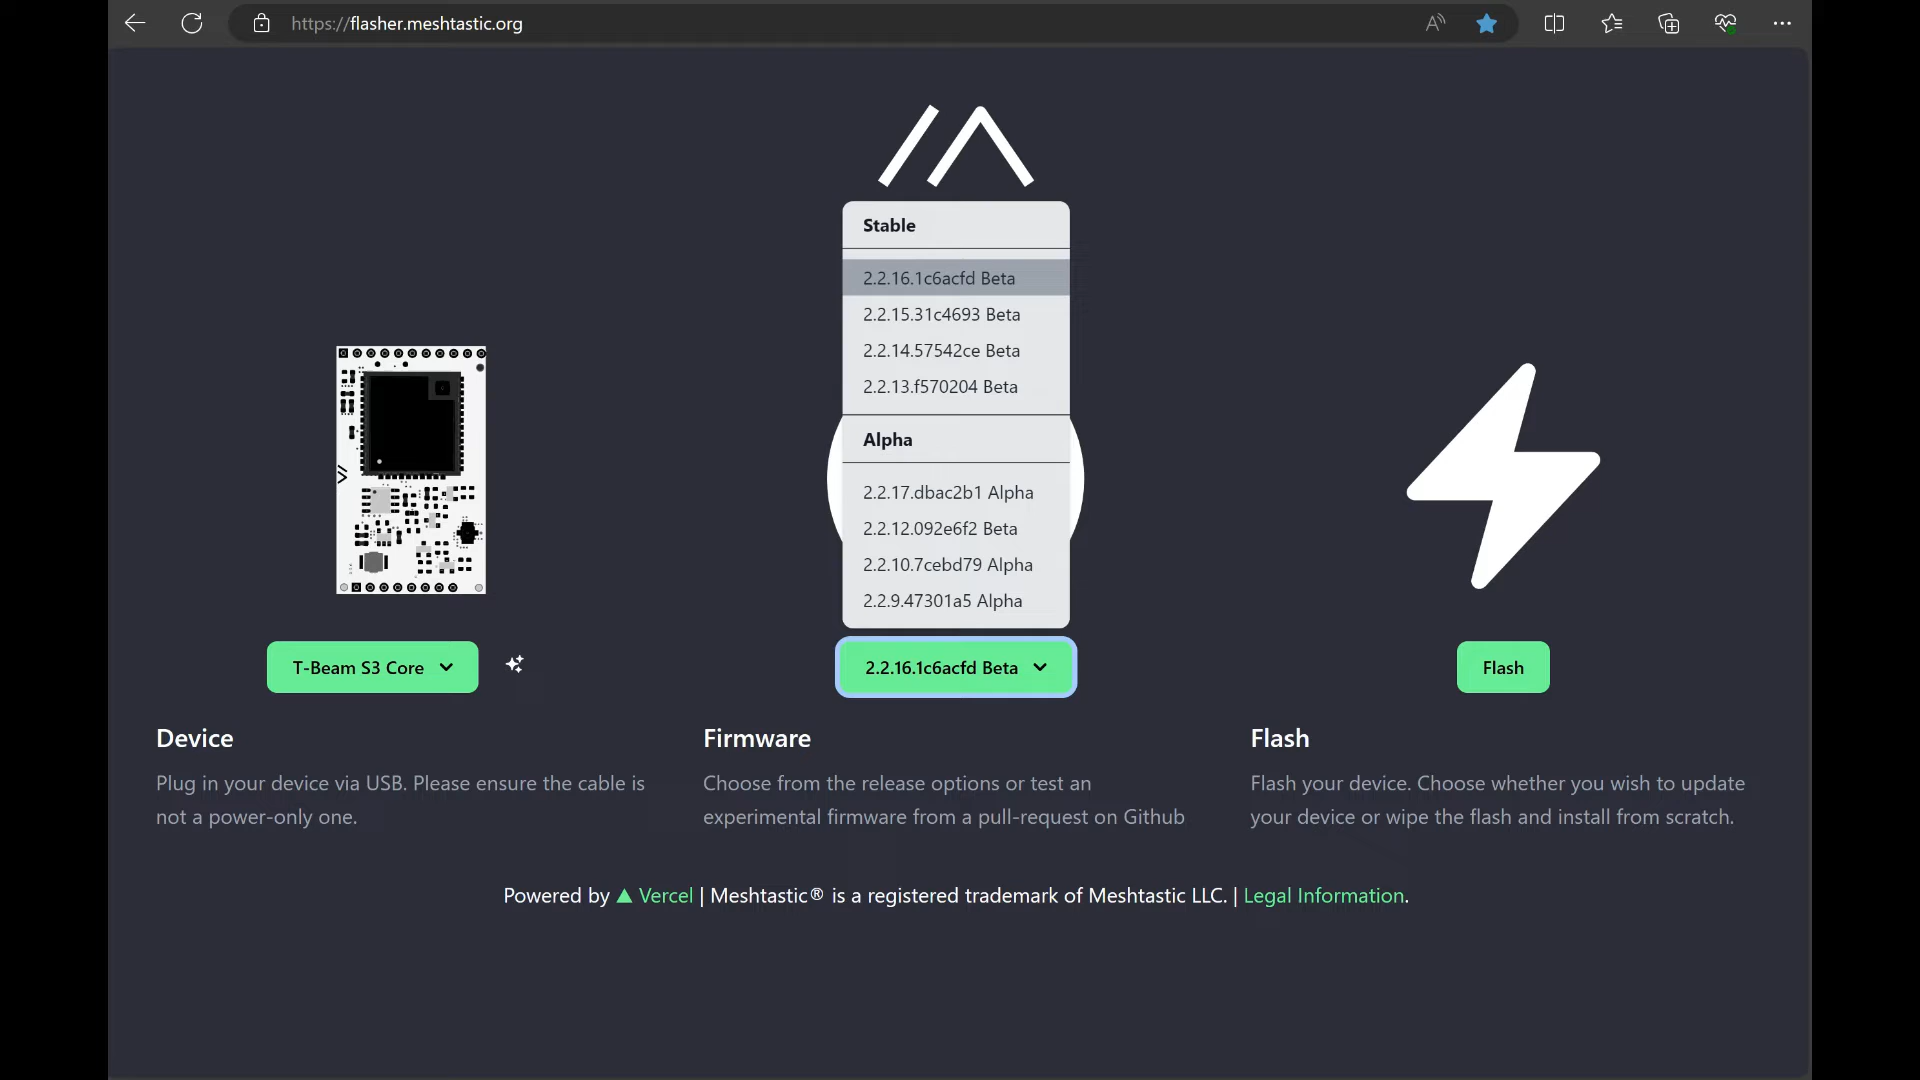 https://flasher.meshtastic.org
Stable
2.2.16.1c6acfd Beta
2.2.15.31c4693 Beta
2.2.14.57542ce Beta
2.2.13.f570204 Beta
Alpha
2.2.17.dbac2b1 Alpha
2.2.12.092e6f2 Beta
2.2.10.7cebd79 Alpha
2.2.9.47301a5 Alpha
T-Beam S3 Core
2.2.16.1c6acfd Beta
Flash
Device
Plug in your device via USB. Please ensure the cable is
not a power-only one.
Firmware
Choose from the release options or test an
experimental firmware from a pull-request on Github
Flash
Flash your device. Choose whether you wish to update
your device or wipe the flash and install from scratch.
Powered by ▲ Vercel | Meshtastic® is a registered trademark of Meshtastic LLC. | Legal Information.